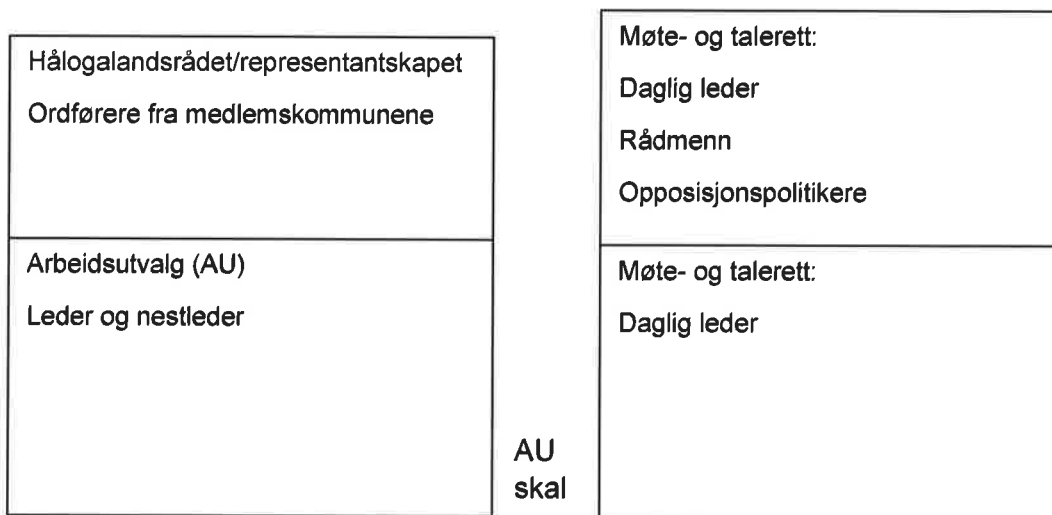 Hålogalandsrådet/representantskapet
Ordførere fra medlemskommunene
Møte- og talerett:
Daglig leder
Rådmenn
Opposisjonspolitikere
Arbeidsutvalg (AU)
Leder og nestleder
Møte- og talerett:
Daglig leder
AU
skal